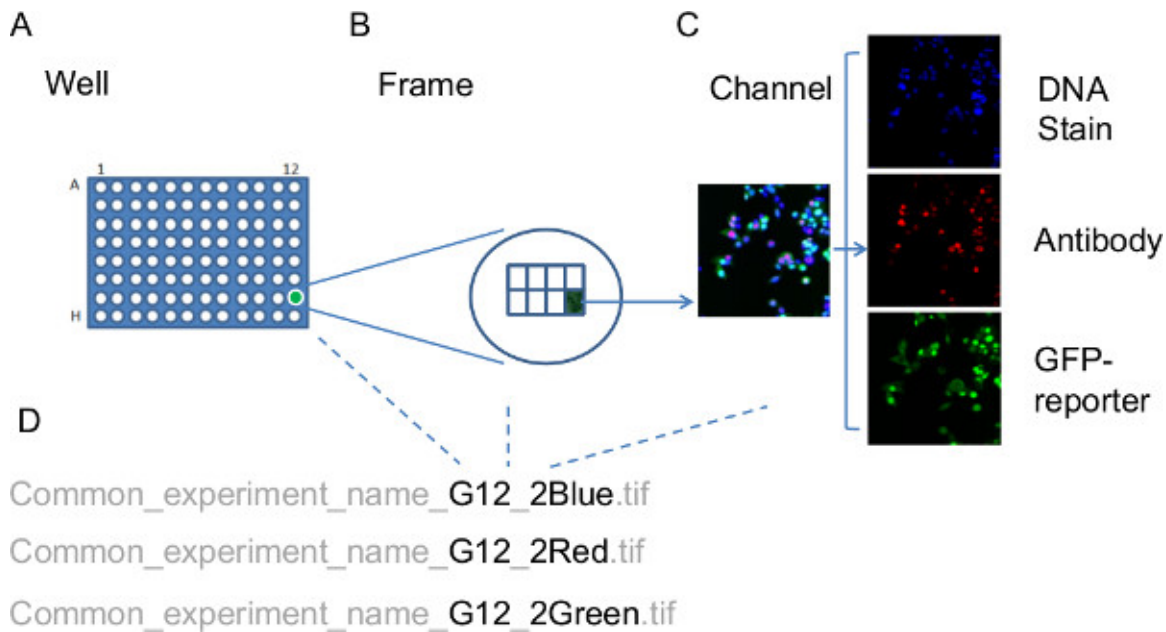 A
B
C
Well
Frame
Channel
DNA
Stain
1
12
A
H
Antibody
GFP-
reporter
D
Common_experiment_name_G12_2Blue.tif
Common_experiment_name_G12_2Red.tif
Common_experiment_name_G12_2Green.tif